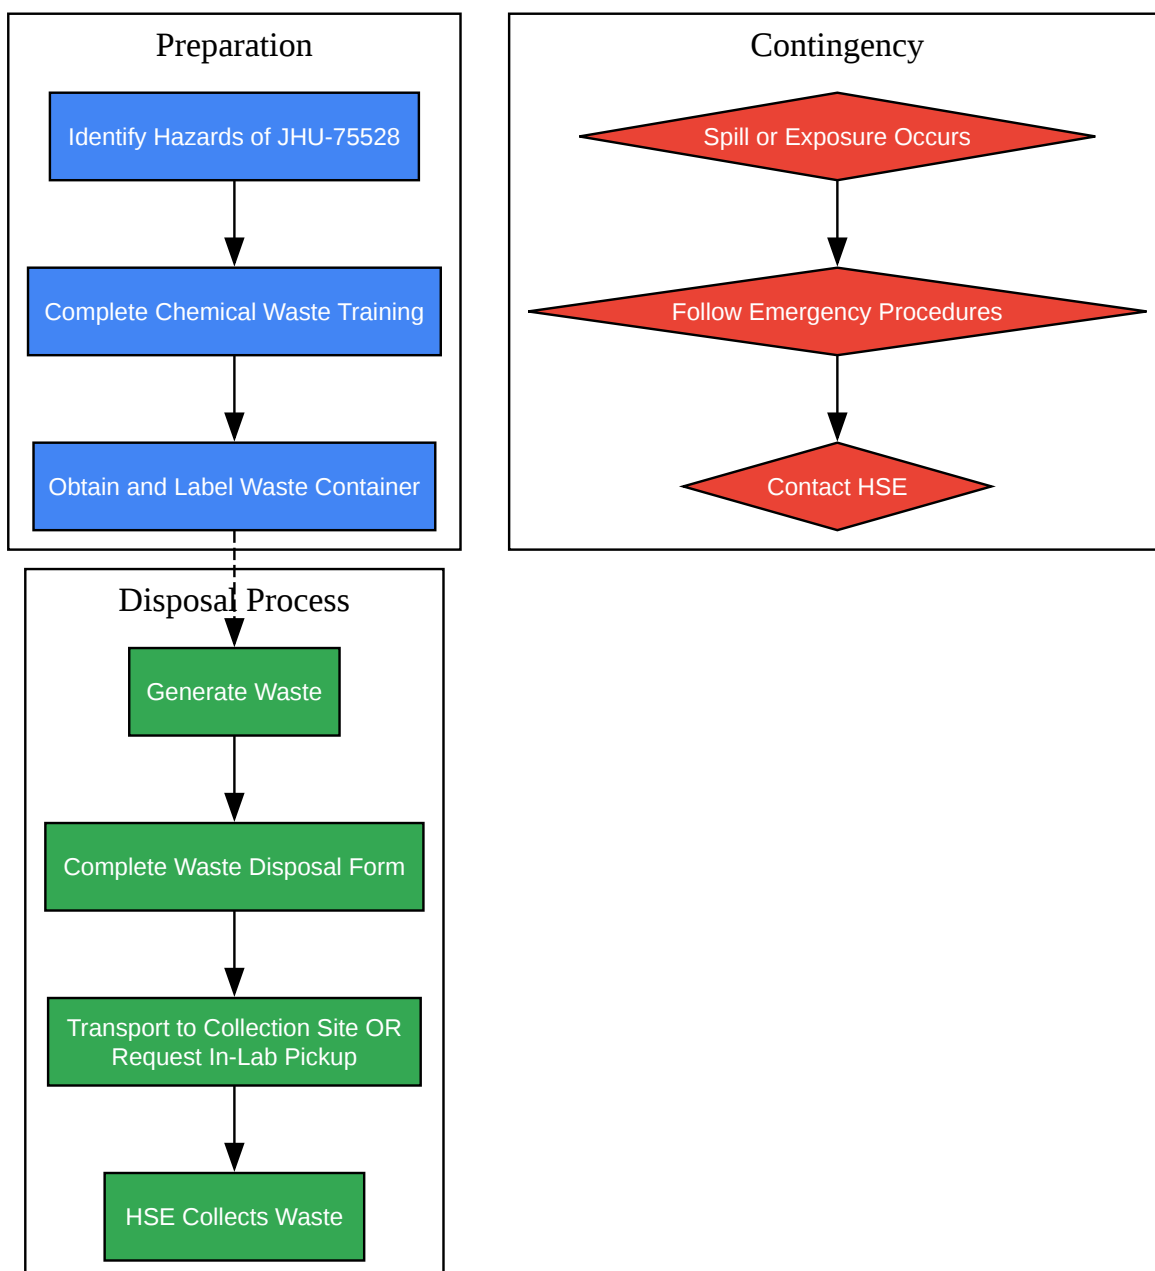 Preparation
Identify Hazards of JHU-75528
Complete Chemical Waste Training
Obtain and Label Waste Container
Contingency
Spill or Exposure Occurs
Follow Emergency Procedures
Contact HSE
Disposal Process
Generate Waste
Complete Waste Disposal Form
Transport to Collection Site OR
Request In-Lab Pickup
HSE Collects Waste